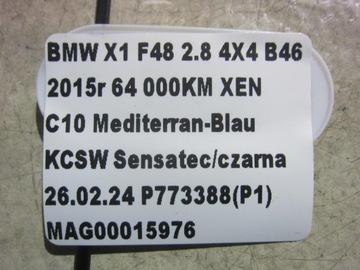 BMW X1 F48 2.8 4X4 B46
2015r 64 000KM XEN
C10 Mediterran-Blau
KCSW Sensatec/czarna
26.02.24 P773388(P1)
MAG00015976